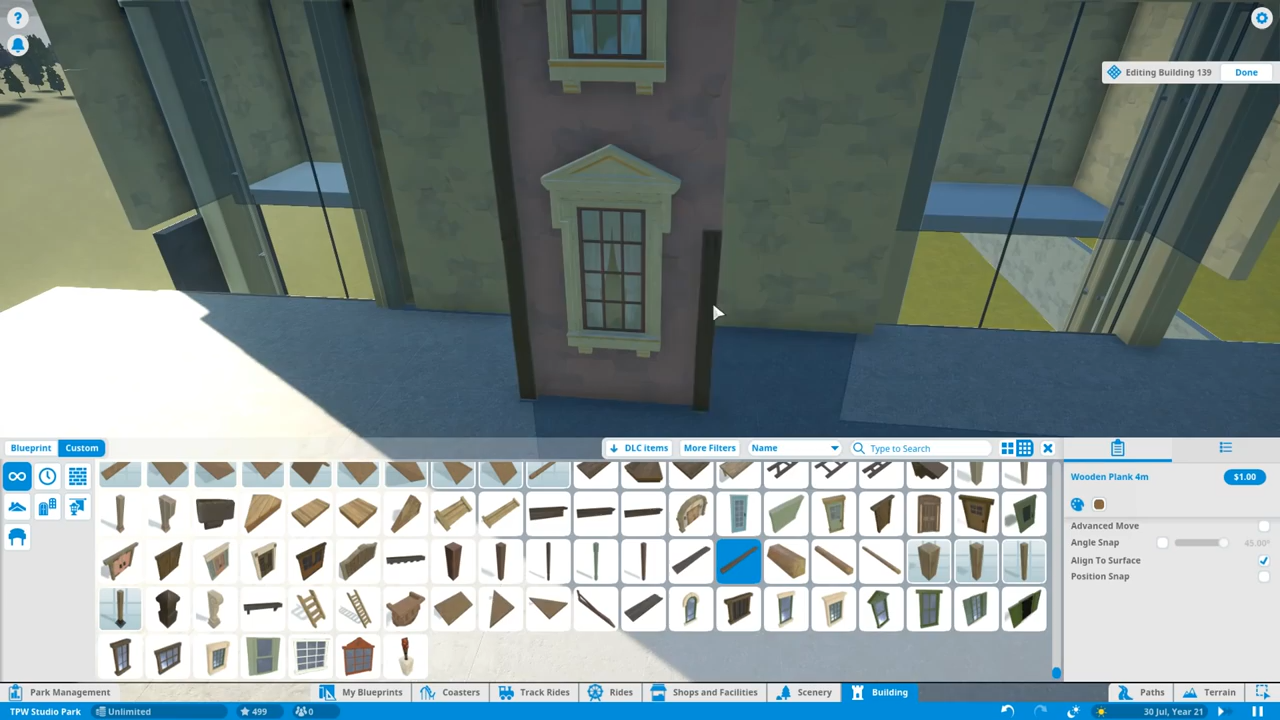 ?
Editing Building 139 Done
Blueprint Custom DLC items More Filters Name Type to Search
Wooden Plank 4m $1.00
Advanced Move
Angle Snap 45.00°
Align To Surface
Position Snap
Park Management My Blueprints Coasters Track Rides Rides Shops and Facilities Scenery Building Paths Terrain
TPW Studio Park Unlimited 499 0 30 Jul, Year 21